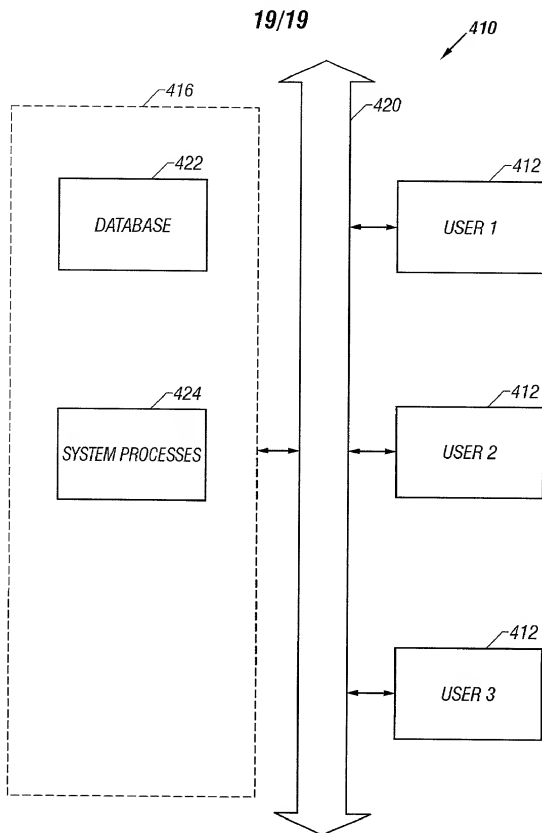 19/19
410
416
420
422
DATABASE
412
USER 1
424
SYSTEM PROCESSES
412
USER 2
412
USER 3